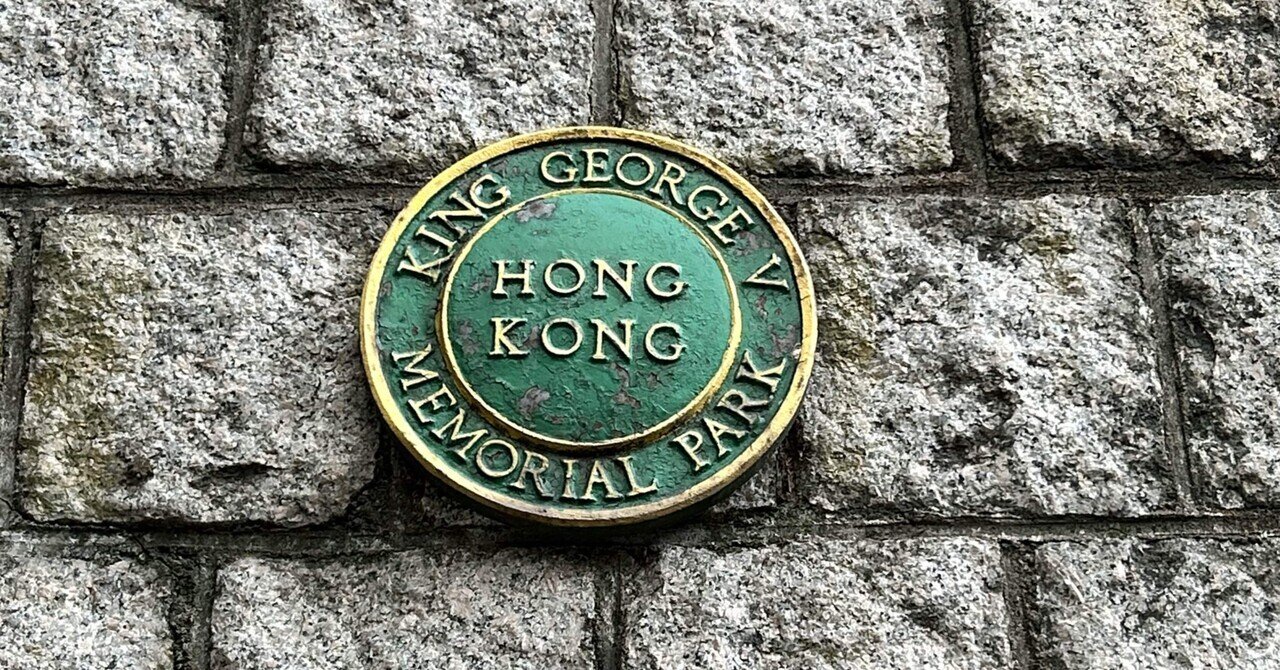 KING GEORGE V
HONG
KONG
MEMORIAL PARK